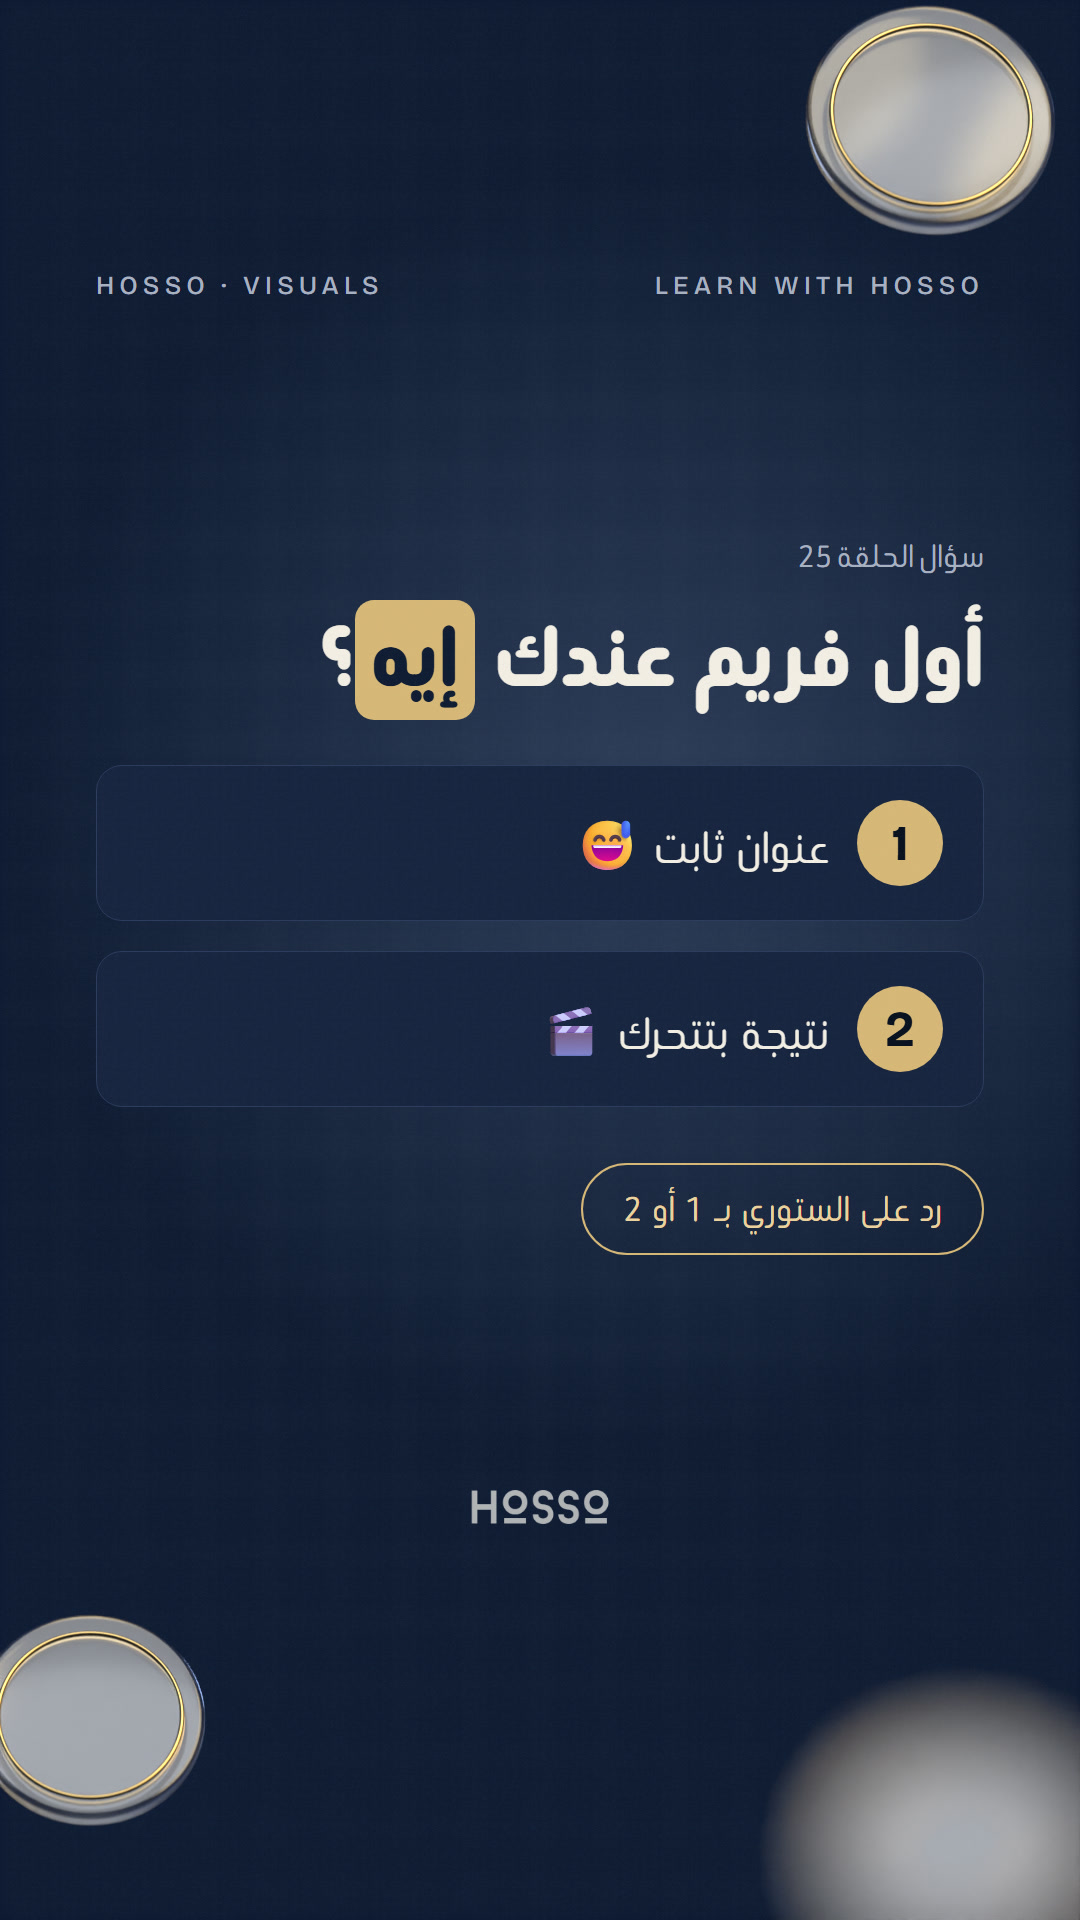 HOSSO · VISUALS
LEARN WITH HOSSO
سؤال الحلقة 25
أول فريم عندك إيه؟
1 عنوان ثابت 😅
2 نتيجة بتتحرك 🎬
رد على الستوري بـ 1 أو 2
HOSSO